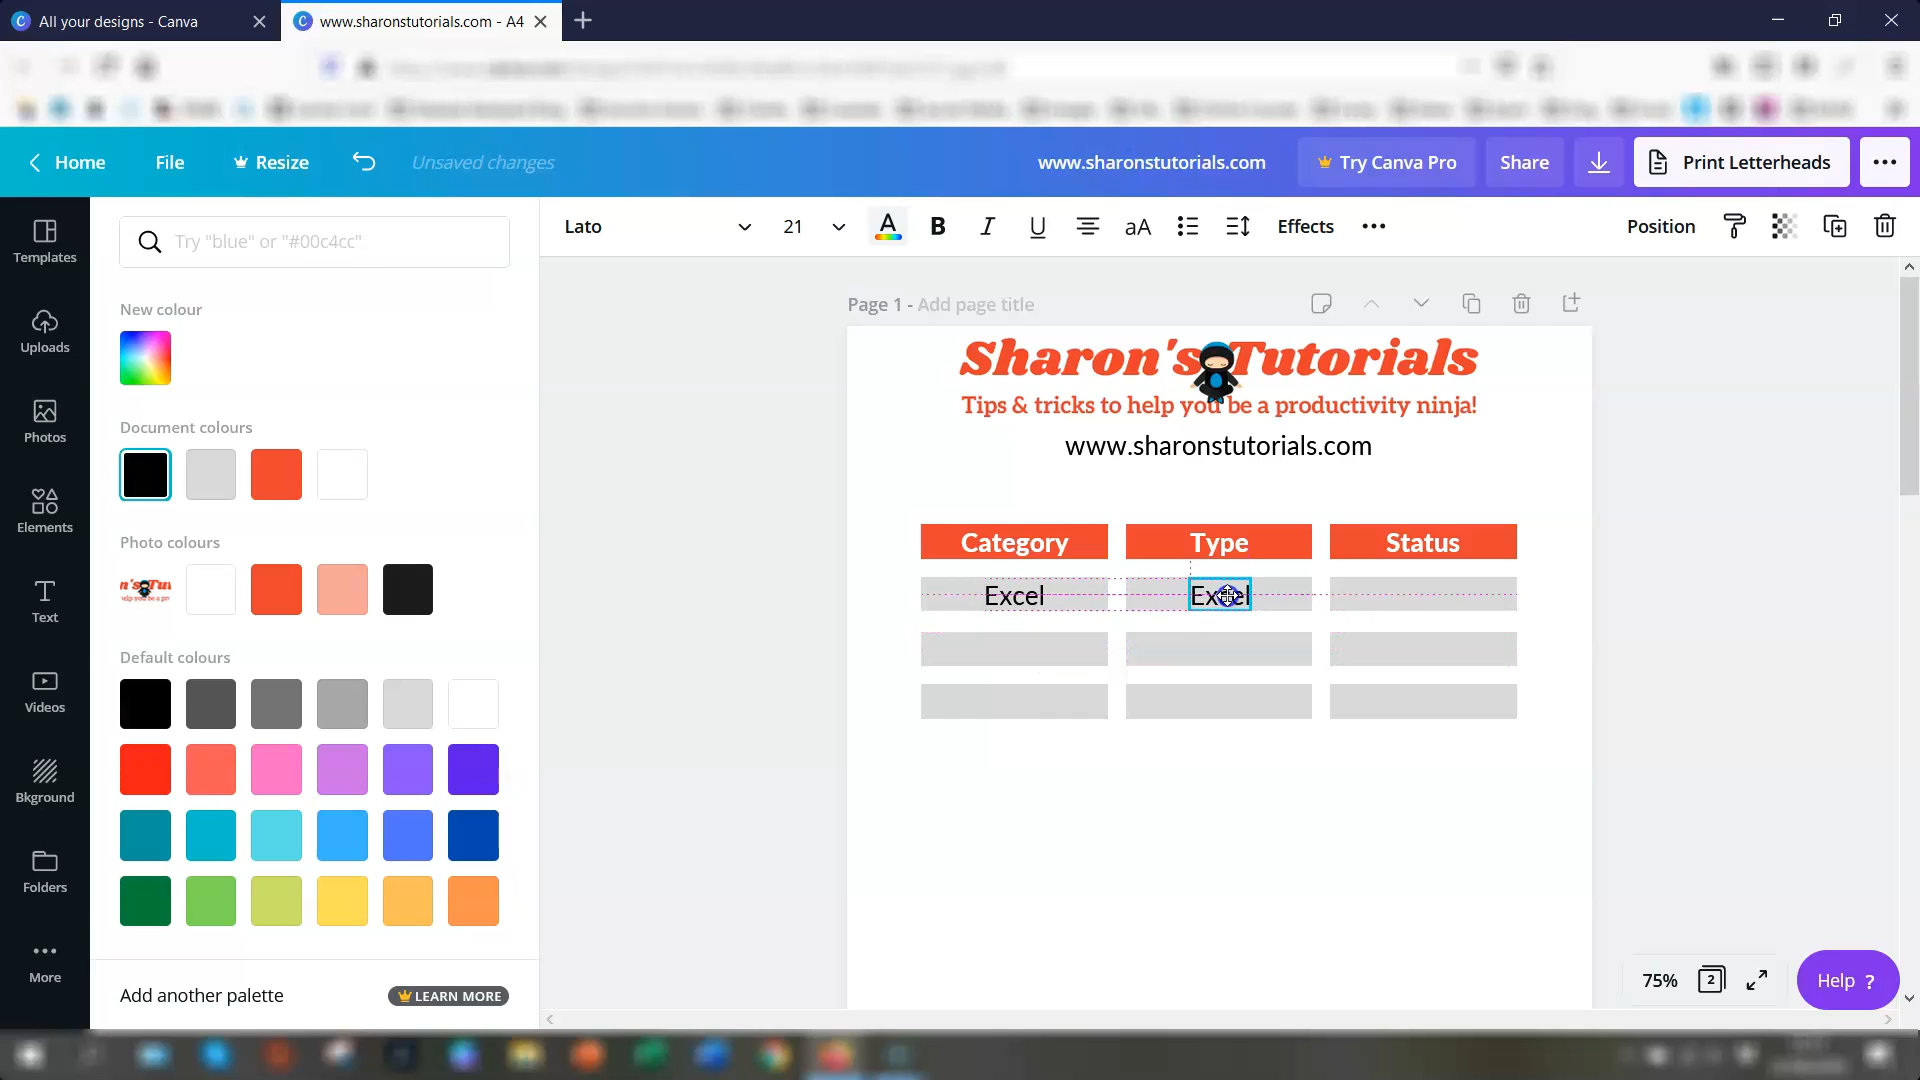 All your designs - Canva
www.sharonstutorials.com - A4
Home
File
Resize
Unsaved changes
www.sharonstutorials.com
Try Canva Pro
Share
Print Letterheads
Lato
21
A
B
I
U
aA
Effects
Position
Templates
Uploads
Photos
Elements
Text
Videos
Bkground
Folders
More
Try "blue" or "#00c4cc"
New colour
Document colours
Photo colours
Default colours
Add another palette
LEARN MORE
Page 1 - Add page title
Sharon's Tutorials
Tips & tricks to help you be a productivity ninja!
www.sharonstutorials.com
Category Type Status
Excel Excel
75%
2
Help ?